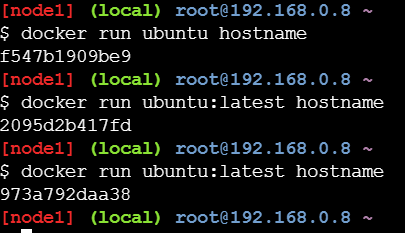 [node1] (local) root@192.168.0.8 ~
$ docker run ubuntu hostname
f547b1909be9
[node1] (local) root@192.168.0.8 ~
$ docker run ubuntu:latest hostname
2095d2b417fd
[node1] (local) root@192.168.0.8 ~
$ docker run ubuntu:latest hostname
973a792daa38
[node1] (local) root@192.168.0.8 ~